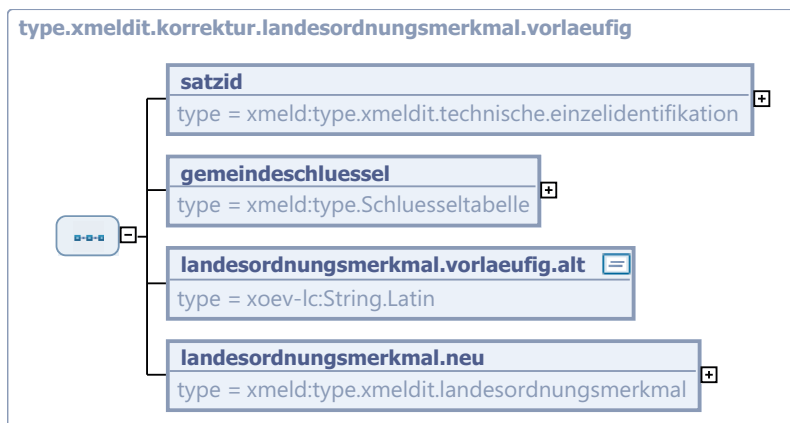 type.xmeldit.korrektur.landesordnungsmerkmal.vorlaeufig
satzid
type = xmeld:type.xmeldit.technische.einzelidentifikation
gemeindeschluessel
type = xmeld:type.Schluesseltabelle
landesordnungsmerkmal.vorlaeufig.alt
type = xoev-lc:String.Latin
landesordnungsmerkmal.neu
type = xmeld:type.xmeldit.landesordnungsmerkmal